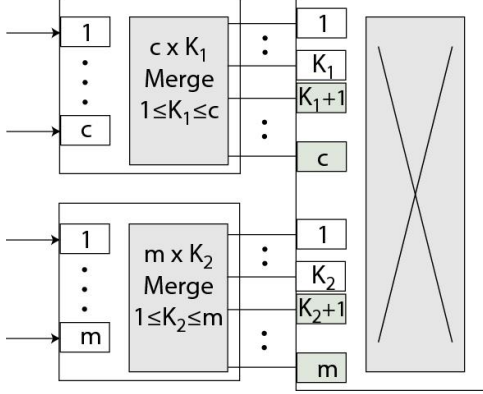 1
c
c x K₁
Merge
1≤K₁≤c
1
K₁
K₁+1
c
1
m
m x K₂
Merge
1≤K₂≤m
1
K₂
K₂+1
m